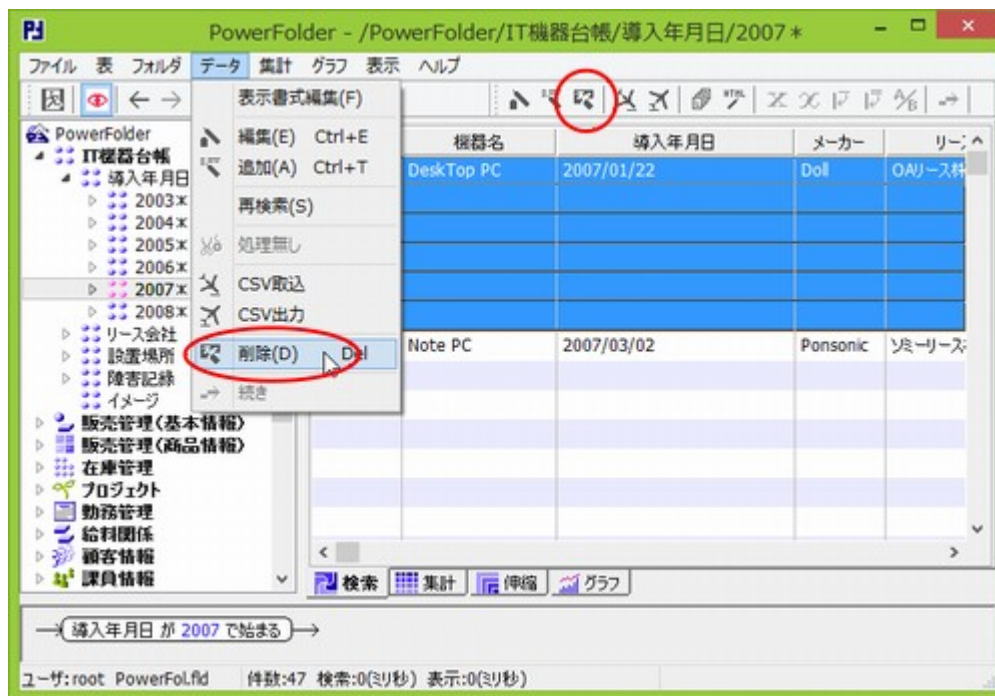 PowerFolder - /PowerFolder/IT機器台帳/導入年月日/2007*
ファイル 表 フォルダ データ 集計 グラフ 表示 ヘルプ
表示書式編集(F)
編集(E) Ctrl+E
追加(A) Ctrl+T
再検索(S)
処理無し
CSV取込
CSV出力
削除(D) Del
続き
PowerFolder
IT機器台帳
導入年月日
2003*
2004*
2005*
2006*
2007*
2008*
リース会社
設置場所
障害記録
イメージ
販売管理(基本情報)
販売管理(商品情報)
在庫管理
プロジェクト
勤務管理
給料関係
顧客情報
課員情報
機器名 導入年月日 メーカー リース
DeskTop PC 2007/01/22 Doll OAリース株
Note PC 2007/03/02 Ponsonic ソミーリース
検索 集計 伸縮 グラフ
導入年月日 が 2007 で始まる
ユーザ:root PowerFol.fld 件数:47 検索:0(ミリ秒) 表示:0(ミリ秒)